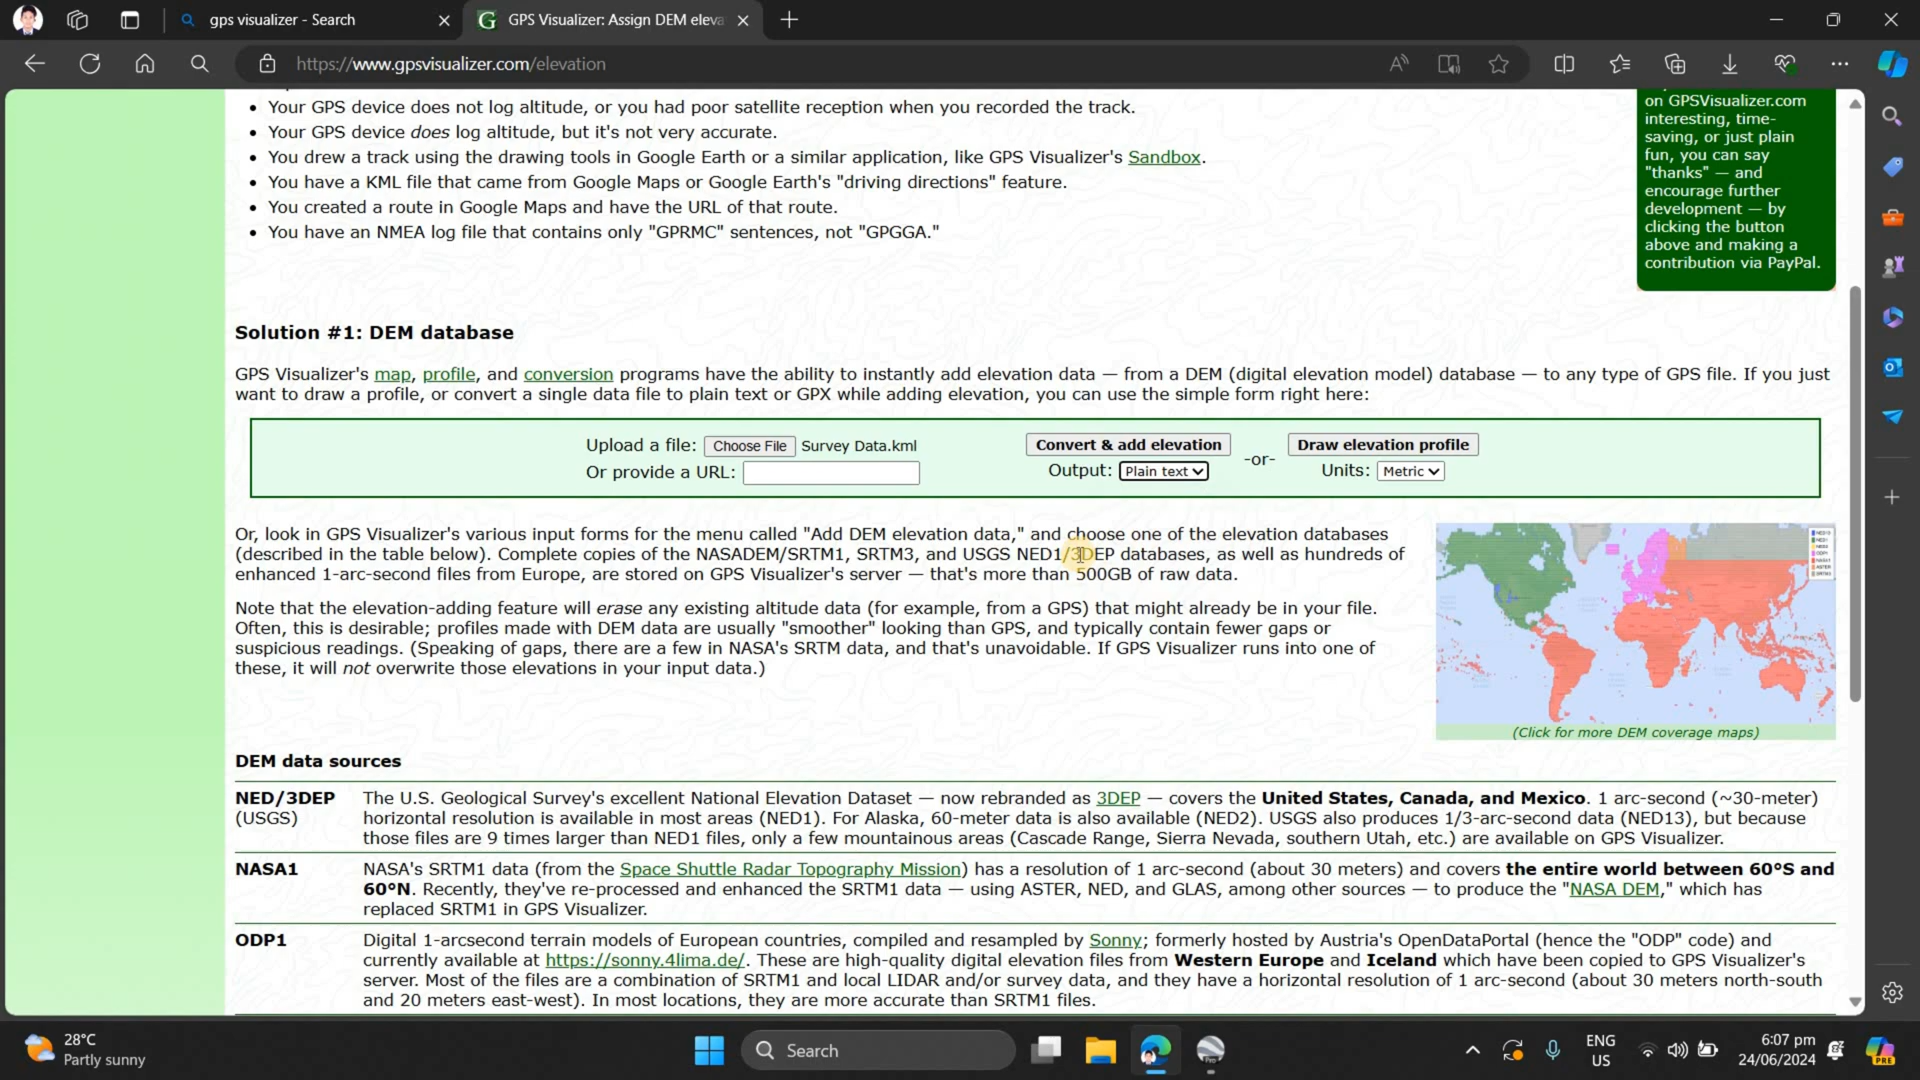 gps visualizer - Search
GPS Visualizer: Assign DEM eleva
https://www.gpsvisualizer.com/elevation
• Your GPS device does not log altitude, or you had poor satellite reception when you recorded the track.
• Your GPS device does log altitude, but it's not very accurate.
• You drew a track using the drawing tools in Google Earth or a similar application, like GPS Visualizer's Sandbox.
• You have a KML file that came from Google Maps or Google Earth's "driving directions" feature.
• You created a route in Google Maps and have the URL of that route.
• You have an NMEA log file that contains only "GPRMC" sentences, not "GPGGA."
on GPSVisualizer.com
interesting, time-
saving, or just plain
fun, you can say
"thanks" — and
encourage further
development — by
clicking the button
above and making a
contribution via PayPal.
Solution #1: DEM database
GPS Visualizer's map, profile, and conversion programs have the ability to instantly add elevation data — from a DEM (digital elevation model) database — to any type of GPS file. If you just
want to draw a profile, or convert a single data file to plain text or GPX while adding elevation, you can use the simple form right here:
Upload a file: Choose File Survey Data.kml
Or provide a URL:
Convert & add elevation
Output: Plain text
-or-
Draw elevation profile
Units: Metric
Or, look in GPS Visualizer's various input forms for the menu called "Add DEM elevation data," and choose one of the elevation databases
(described in the table below). Complete copies of the NASADEM/SRTM1, SRTM3, and USGS NED1/3DEP databases, as well as hundreds of
enhanced 1-arc-second files from Europe, are stored on GPS Visualizer's server — that's more than 500GB of raw data.
Note that the elevation-adding feature will erase any existing altitude data (for example, from a GPS) that might already be in your file.
Often, this is desirable; profiles made with DEM data are usually "smoother" looking than GPS, and typically contain fewer gaps or
suspicious readings. (Speaking of gaps, there are a few in NASA's SRTM data, and that's unavoidable. If GPS Visualizer runs into one of
these, it will not overwrite those elevations in your input data.)
(Click for more DEM coverage maps)
DEM data sources
NED/3DEP
(USGS)
The U.S. Geological Survey's excellent National Elevation Dataset — now rebranded as 3DEP — covers the United States, Canada, and Mexico. 1 arc-second (~30-meter)
horizontal resolution is available in most areas (NED1). For Alaska, 60-meter data is also available (NED2). USGS also produces 1/3-arc-second data (NED13), but because
those files are 9 times larger than NED1 files, only a few mountainous areas (Cascade Range, Sierra Nevada, southern Utah, etc.) are available on GPS Visualizer.
NASA1
NASA's SRTM1 data (from the Space Shuttle Radar Topography Mission) has a resolution of 1 arc-second (about 30 meters) and covers the entire world between 60°S and
60°N. Recently, they've re-processed and enhanced the SRTM1 data — using ASTER, NED, and GLAS, among other sources — to produce the "NASA DEM," which has
replaced SRTM1 in GPS Visualizer.
ODP1
Digital 1-arcsecond terrain models of European countries, compiled and resampled by Sonny; formerly hosted by Austria's OpenDataPortal (hence the "ODP" code) and
currently available at https://sonny.4lima.de/. These are high-quality digital elevation files from Western Europe and Iceland which have been copied to GPS Visualizer's
server. Most of the files are a combination of SRTM1 and local LIDAR and/or survey data, and they have a horizontal resolution of 1 arc-second (about 30 meters north-south
and 20 meters east-west). In most locations, they are more accurate than SRTM1 files.
28°C
Partly sunny
Search
Pro
ENG
US
6:07 pm
24/06/2024
PRE